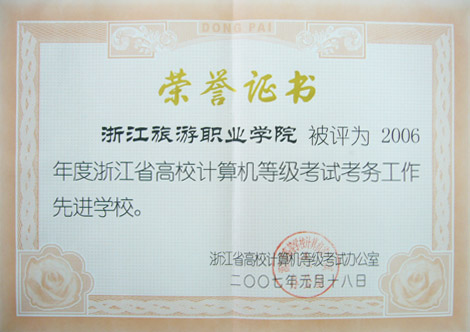 DONG PAI
荣誉证书
浙江旅游职业学院 被评为 2006
年度浙江省高校计算机等级考试考务工作
先进学校。
浙江省高校计算机等级考试办公室
二〇〇七年元月十八日